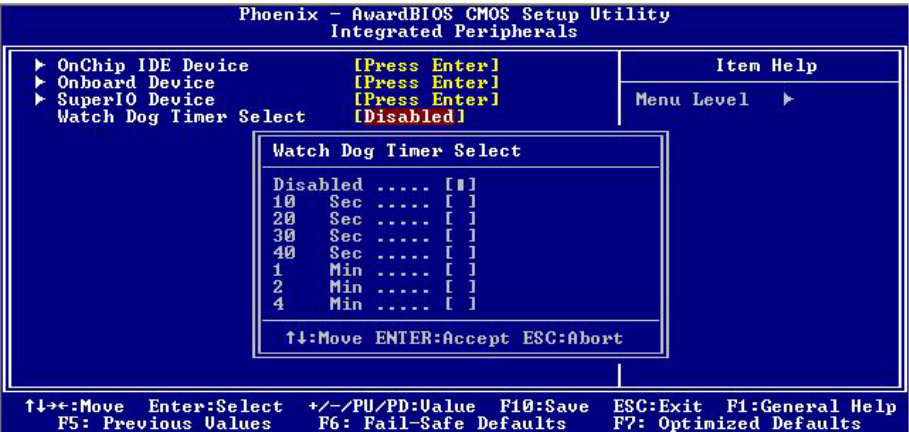 Phoenix - AwardBIOS CMOS Setup Utility
Integrated Peripherals
► OnChip IDE Device [Press Enter]
► Onboard Device [Press Enter]
► SuperIO Device [Press Enter]
Watch Dog Timer Select [Disabled]
Item Help
Menu Level ►
Watch Dog Timer Select
Disabled ..... [▮]
10 Sec ..... [ ]
20 Sec ..... [ ]
30 Sec ..... [ ]
40 Sec ..... [ ]
1 Min ..... [ ]
2 Min ..... [ ]
4 Min ..... [ ]
↑↓:Move ENTER:Accept ESC:Abort
↑↓→←:Move Enter:Select +/-/PU/PD:Value F10:Save ESC:Exit F1:General Help
F5: Previous Values F6: Fail-Safe Defaults F7: Optimized Defaults